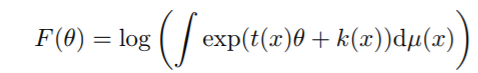 F(θ) = log ( ∫ exp(t(x)θ + k(x))dμ(x) )